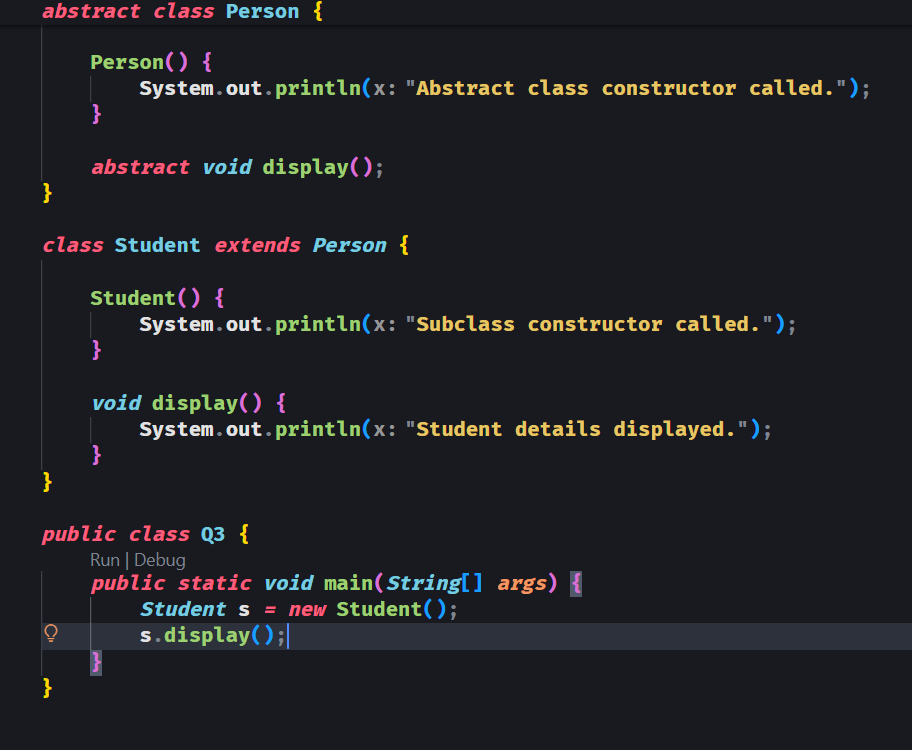 abstract class Person {
Person() {
System.out.println(x: "Abstract class constructor called.");
}
abstract void display();
}
class Student extends Person {
Student() {
System.out.println(x: "Subclass constructor called.");
}
void display() {
System.out.println(x: "Student details displayed.");
}
}
public class Q3 {
Run | Debug
public static void main(String[] args) {
Student s = new Student();
s.display();
}
}